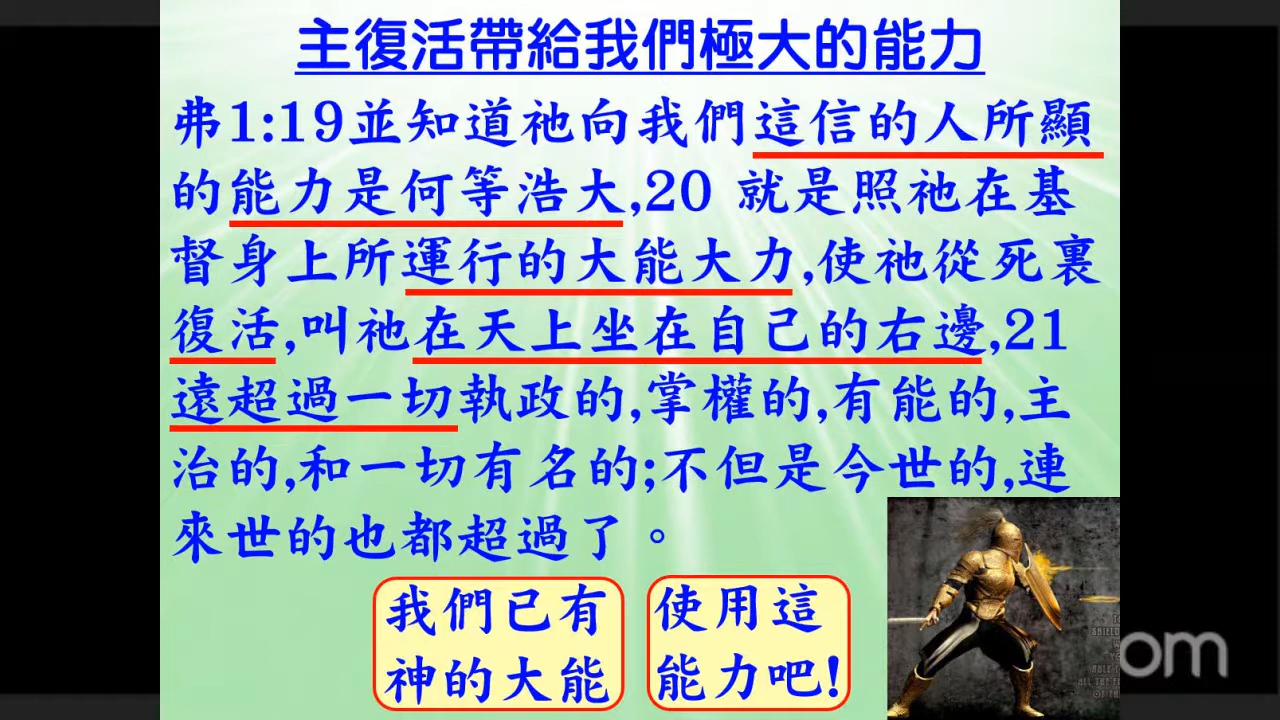 主復活帶給我們極大的能力
弗1:19並知道祂向我們這信的人所顯
的能力是何等浩大,20 就是照祂在基
督身上所運行的大能大力,使祂從死裏
復活,叫祂在天上坐在自己的右邊,21
遠超過一切執政的,掌權的,有能的,主
治的,和一切有名的;不但是今世的,連
來世的也都超過了。
我們已有
神的大能
使用這
能力吧!
om